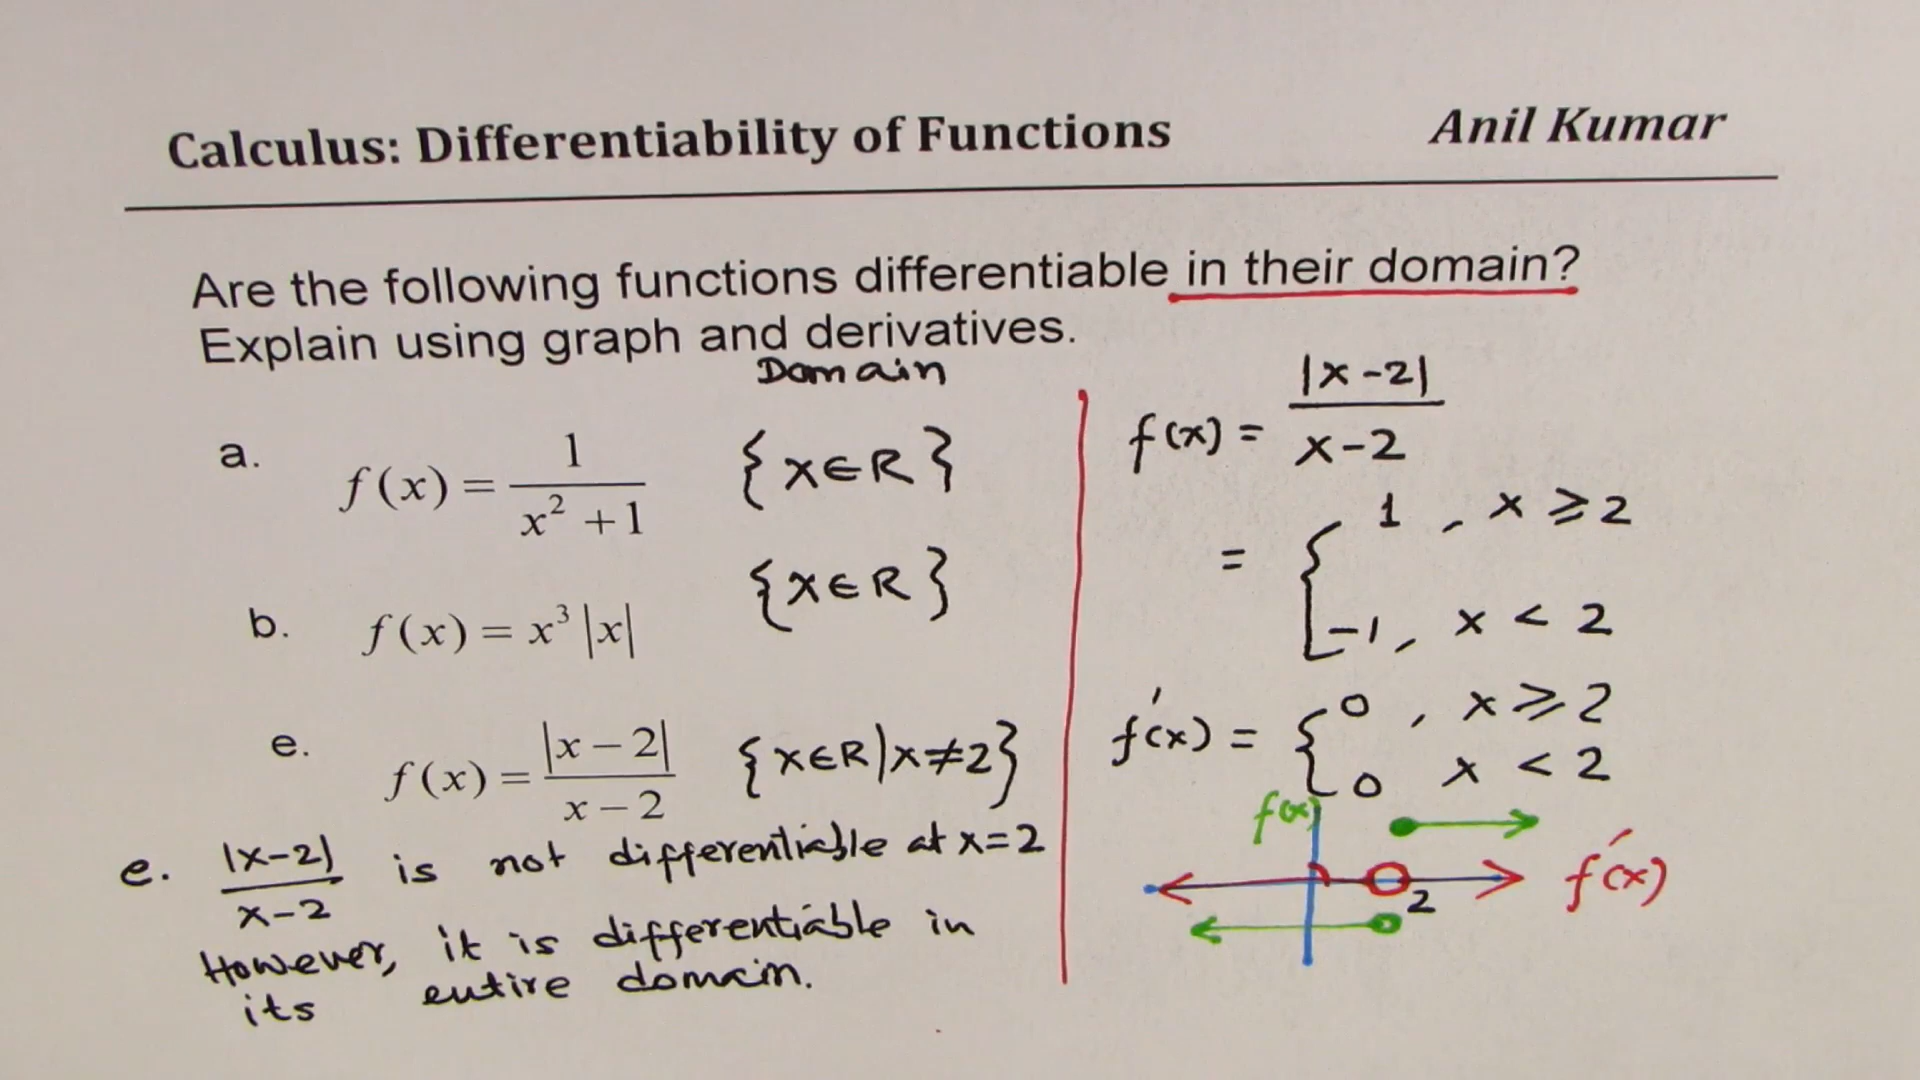 Calculus: Differentiability of Functions Anil Kumar
Are the following functions differentiable in their domain?
Explain using graph and derivatives.
Domain
a. f(x) = 1/(x² + 1) {x∈R}
b. f(x) = x³|x| {x∈R}
e. f(x) = |x − 2|/(x − 2) {x∈R|x≠2}
e. |x-2|/(x-2) is not differentiable at x=2
However, it is differentiable in
its entire domain.
f(x) = |x-2|/(x-2)
= { 1, x ≥ 2
-1, x < 2
f'(x) = { 0, x ≥ 2
0 x < 2
f(x)
f'(x)
2